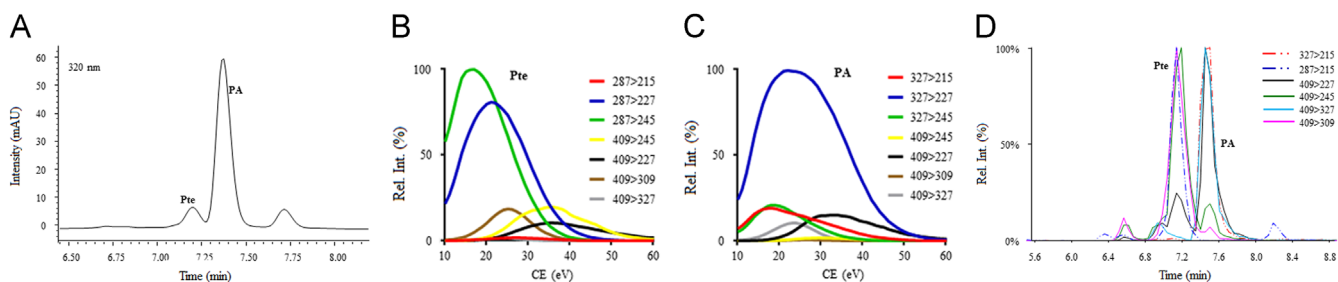 A
320 nm
Intensity (mAU)
60
50
40
30
20
10
0
PA
Pte
6.50 6.75 7.00 7.25 7.50 7.75 8.00
Time (min)
B
Rel. Int. (%)
100
50
0
Pte
287>215
287>227
287>245
409>245
409>227
409>309
409>327
10 20 30 40 50 60
CE (eV)
C
Rel. Int. (%)
100
50
0
PA
327>215
327>227
327>245
409>245
409>227
409>309
409>327
10 20 30 40 50 60
CE (eV)
D
Rel. Int. (%)
100%
50%
0%
Pte
PA
327>215
287>215
409>227
409>245
409>327
409>309
5.6 6.0 6.4 6.8 7.2 7.6 8.0 8.4 8.8
Time (min)